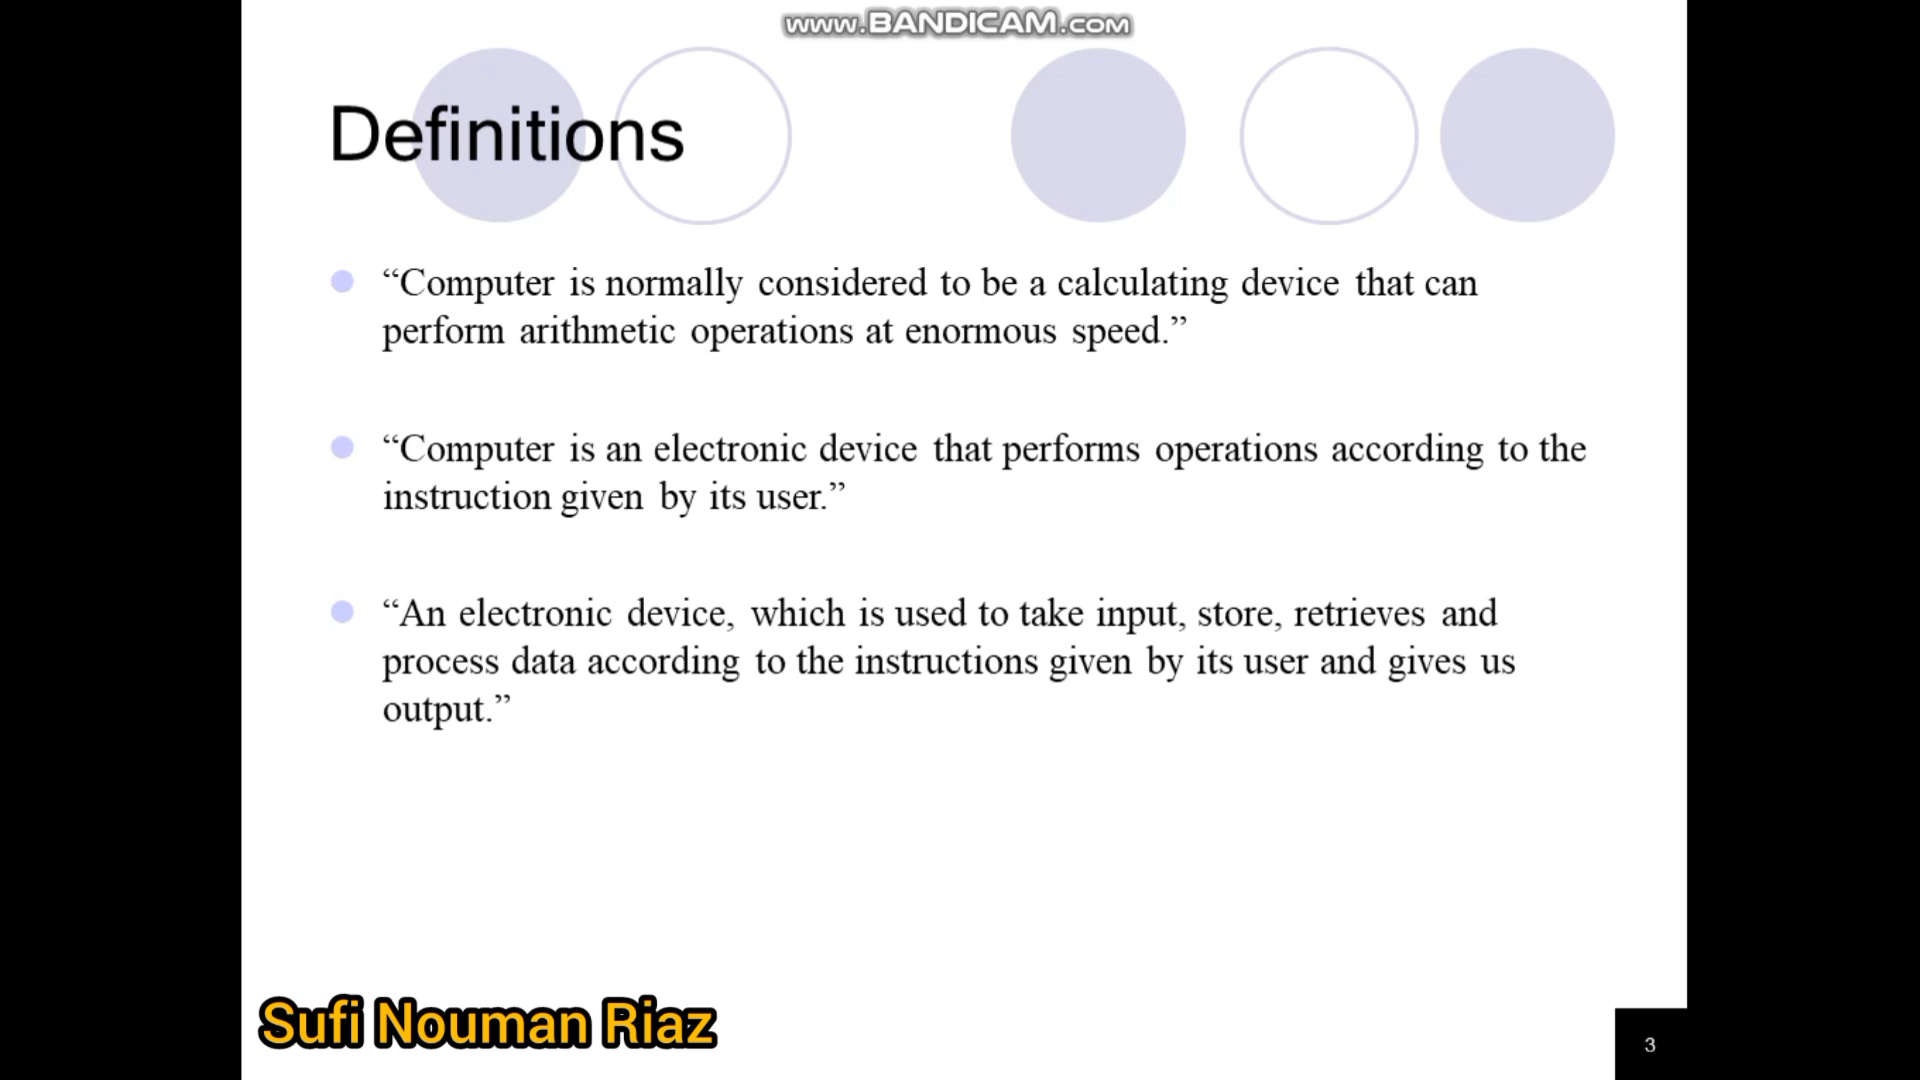 www.BANDICAM.com
Definitions
“Computer is normally considered to be a calculating device that can
perform arithmetic operations at enormous speed.”
“Computer is an electronic device that performs operations according to the
instruction given by its user.”
“An electronic device, which is used to take input, store, retrieves and
process data according to the instructions given by its user and gives us
output.”
Sufi Nouman Riaz
3